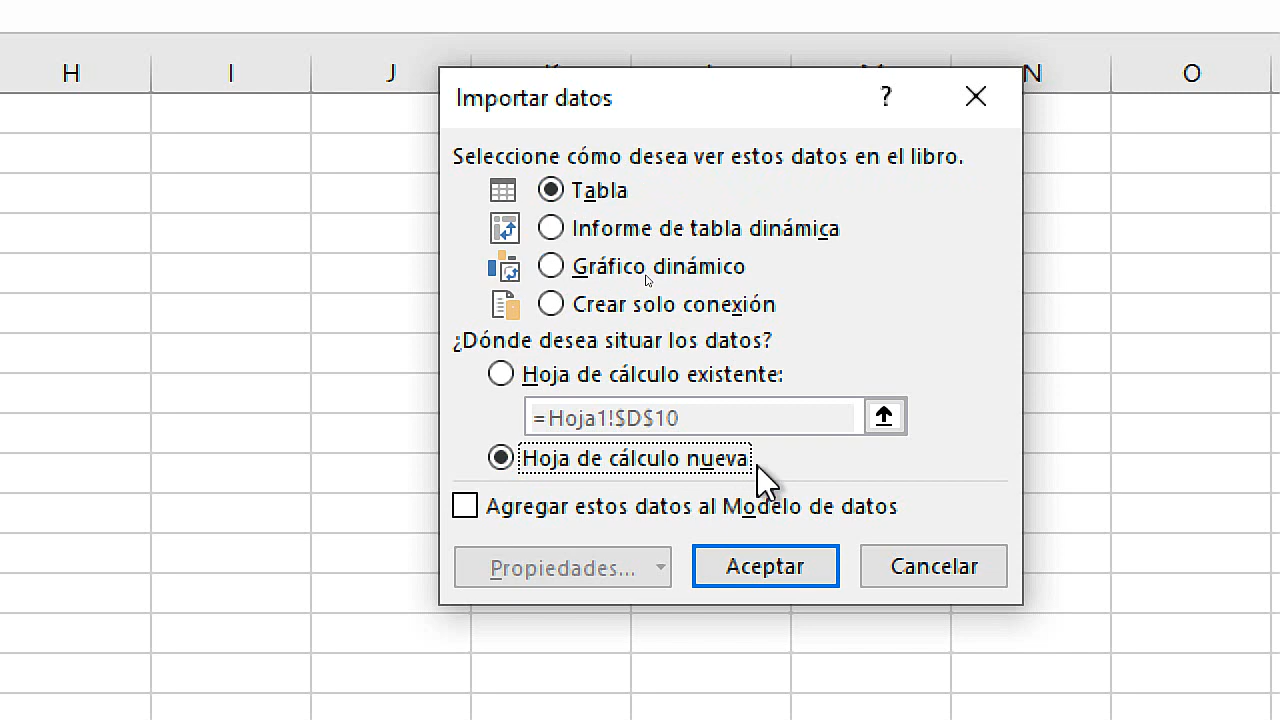 H I J N O
Importar datos ? 
Seleccione cómo desea ver estos datos en el libro.
Tabla
Informe de tabla dinámica
Gráfico dinámico
Crear solo conexión
¿Dónde desea situar los datos?
Hoja de cálculo existente:
=Hoja1!$D$10
Hoja de cálculo nueva
Agregar estos datos al Modelo de datos
Propiedades... Aceptar Cancelar